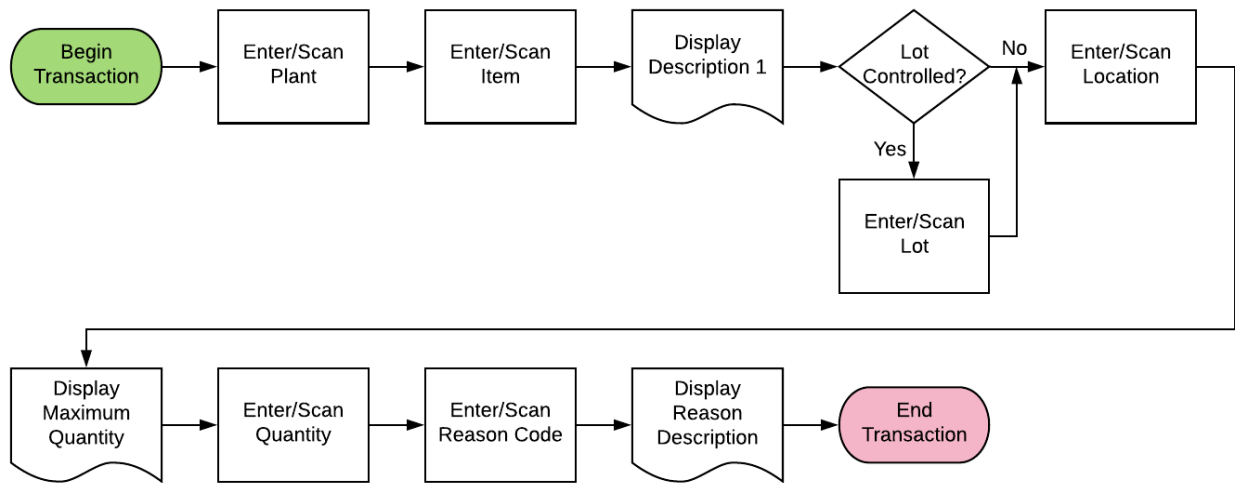 Begin
Transaction
Enter/Scan
Plant
Enter/Scan
Item
Display
Description 1
Lot
Controlled?
No
Yes
Enter/Scan
Lot
Enter/Scan
Location
Display
Maximum
Quantity
Enter/Scan
Quantity
Enter/Scan
Reason Code
Display
Reason
Description
End
Transaction